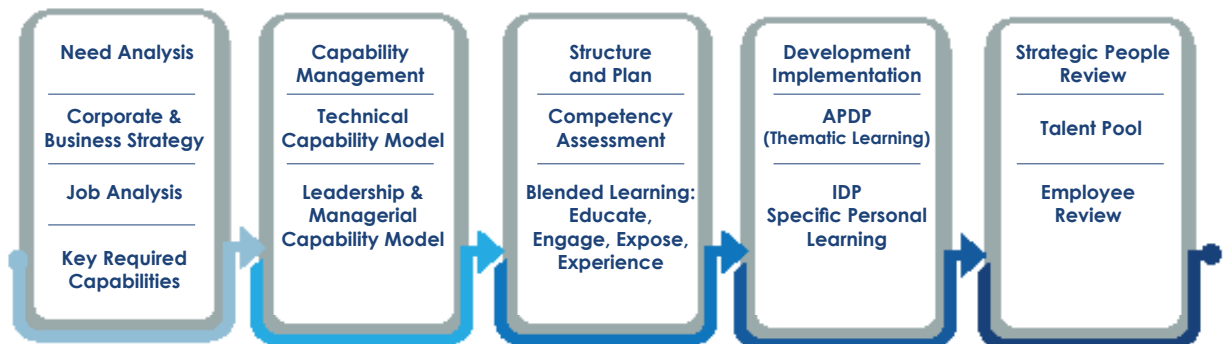 Need Analysis
Corporate &
Business Strategy
Job Analysis
Key Required
Capabilities
Capability
Management
Technical
Capability Model
Leadership &
Managerial
Capability Model
Structure
and Plan
Competency
Assessment
Blended Learning:
Educate,
Engage, Expose,
Experience
Development
Implementation
APDP
(Thematic Learning)
IDP
Specific Personal
Learning
Strategic People
Review
Talent Pool
Employee
Review